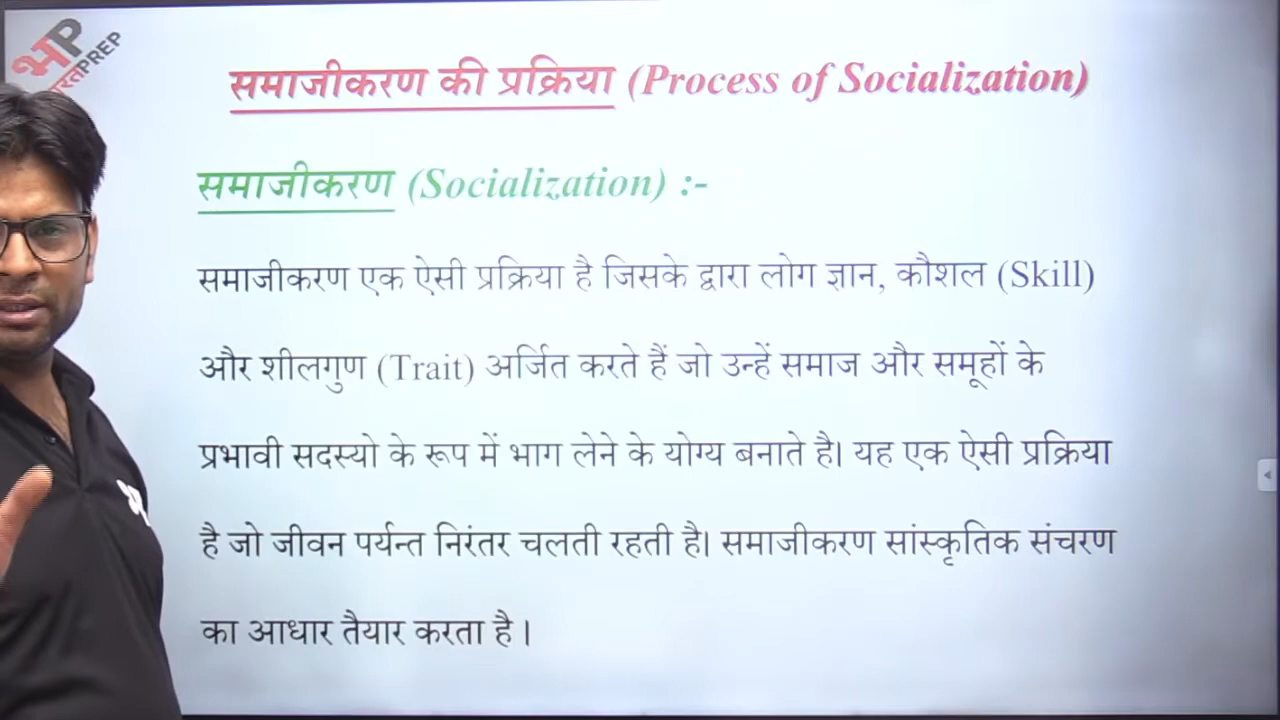 भP
रतPREP
समाजीकरण की प्रक्रिया (Process of Socialization)
समाजीकरण (Socialization) :-
समाजीकरण एक ऐसी प्रक्रिया है जिसके द्वारा लोग ज्ञान, कौशल (Skill)
और शीलगुण (Trait) अर्जित करते हैं जो उन्हें समाज और समूहों के
प्रभावी सदस्यो के रूप में भाग लेने के योग्य बनाते है। यह एक ऐसी प्रक्रिया
है जो जीवन पर्यन्त निरंतर चलती रहती है। समाजीकरण सांस्कृतिक संचरण
का आधार तैयार करता है ।